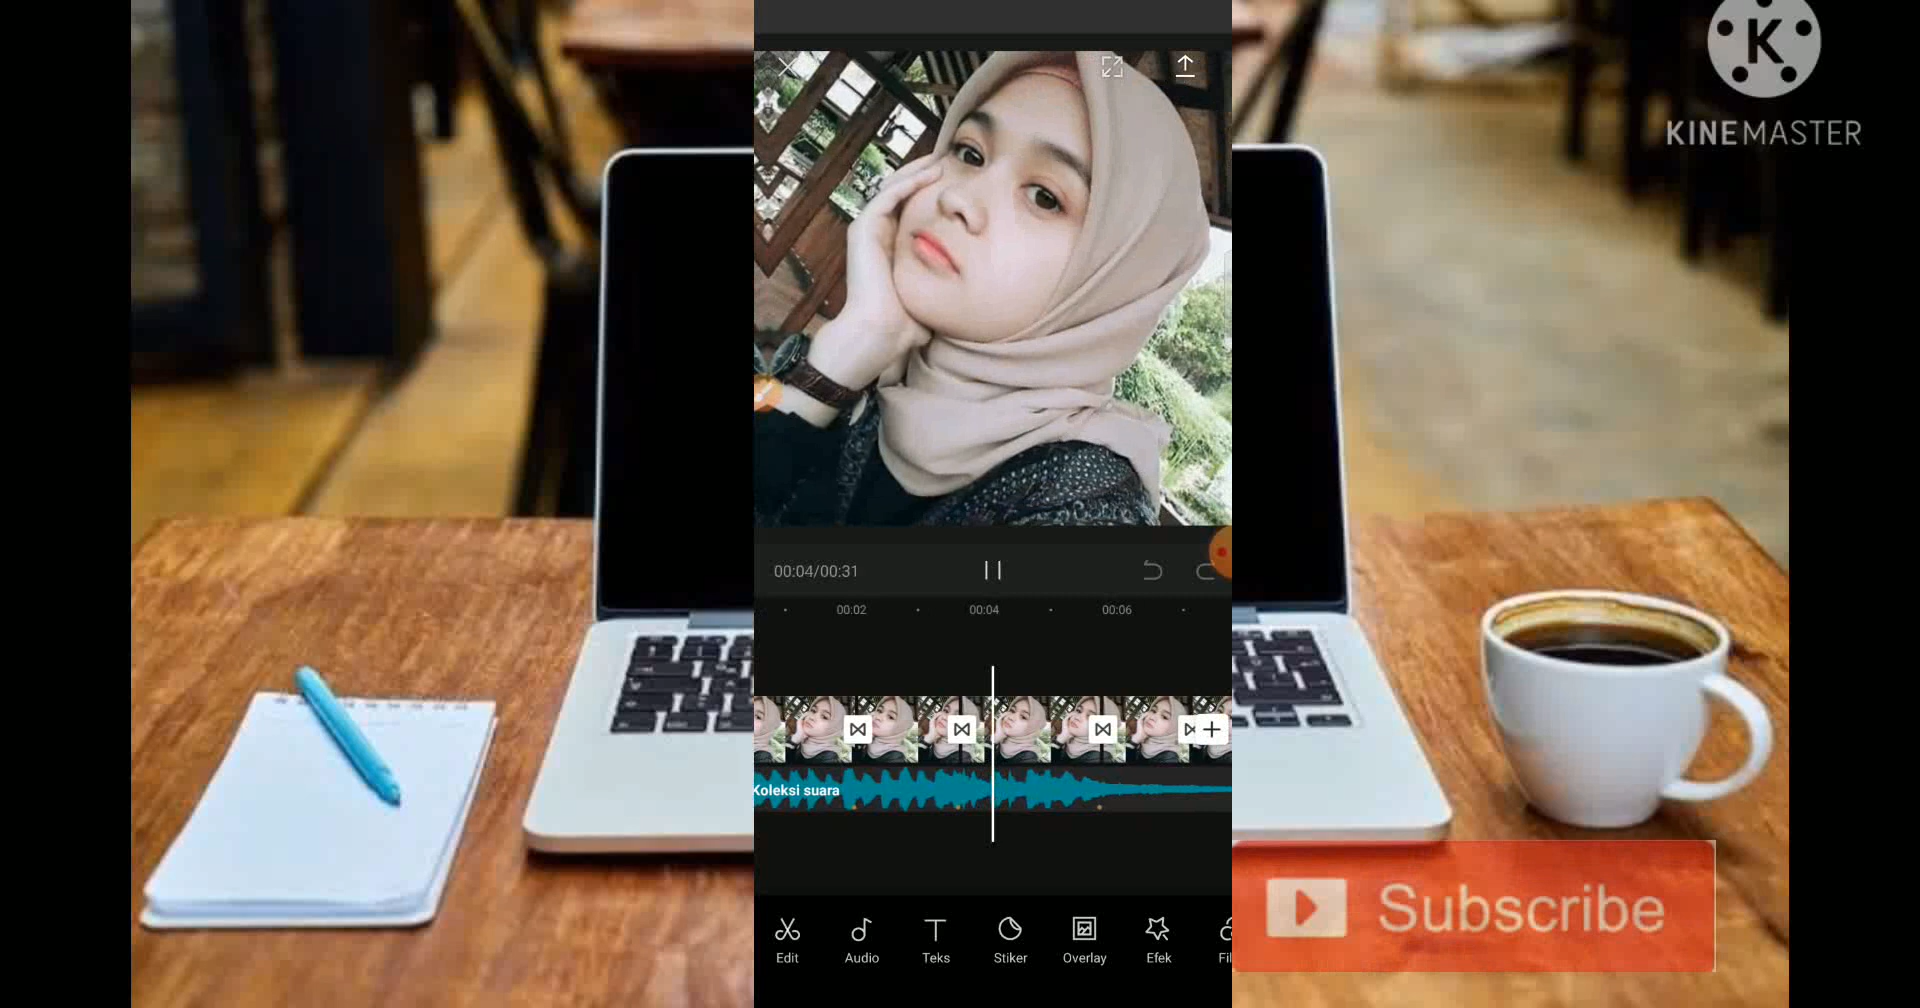 K
KINEMASTER
00:04/00:31
00:02
00:04
00:06
Koleksi suara
Edit
Audio
Teks
Stiker
Overlay
Efek
Fil
Subscribe